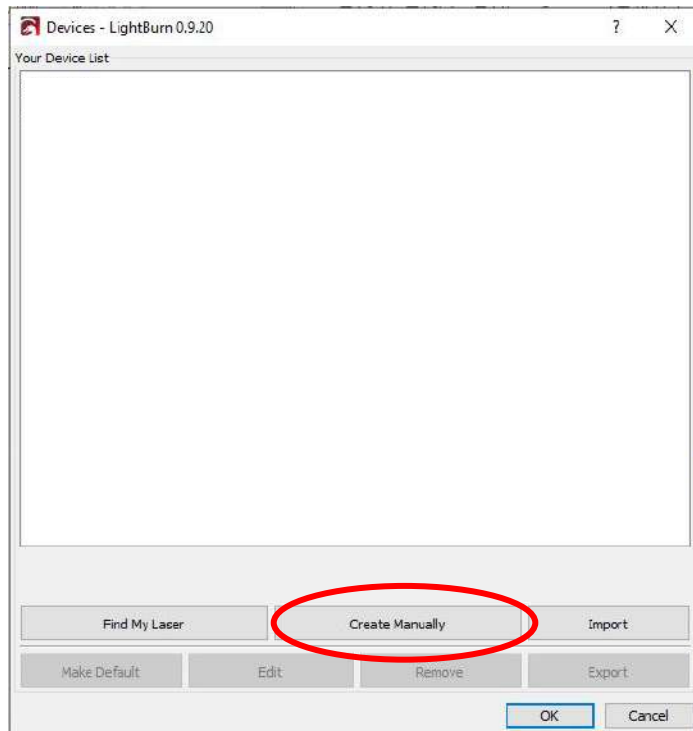 Devices - LightBurn 0.9.20 ? X
Your Device List
Find My Laser Create Manually Import
Make Default Edit Remove Export
OK Cancel